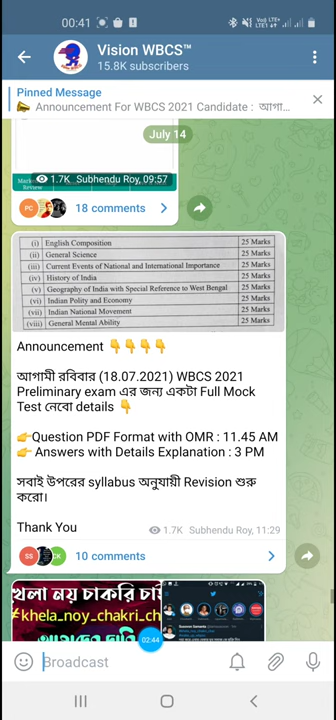 00:41
Vision WBCS™
15.8K subscribers
Pinned Message
Announcement For WBCS 2021 Candidate : আগা...
July 14
1.7K Subhendu Roy, 09:57
PC
18 comments
(i) English Composition 25 Marks
(ii) General Science 25 Marks
(iii) Current Events of National and International Importance 25 Marks
(iv) History of India 25 Marks
(v) Geography of India with Special Reference to West Bengal 25 Marks
(vi) Indian Polity and Economy 25 Marks
(vii) Indian National Movement 25 Marks
(viii) General Mental Ability 25 Marks
Announcement 👇👇👇👇
আগামী রবিবার (18.07.2021) WBCS 2021
Preliminary exam এর জন্য একটা Full Mock
Test নেবো details 👇
👉Question PDF Format with OMR : 11.45 AM
👉 Answers with Details Explanation : 3 PM
সবাই উপরের syllabus অনুযায়ী Revision শুরু
করো।
Thank You
1.7K Subhendu Roy, 11:29
SS
CK
10 comments
খেলা নয় চাকরি চাই
#khela_noy_chakri_ch
02:44
Broadcast